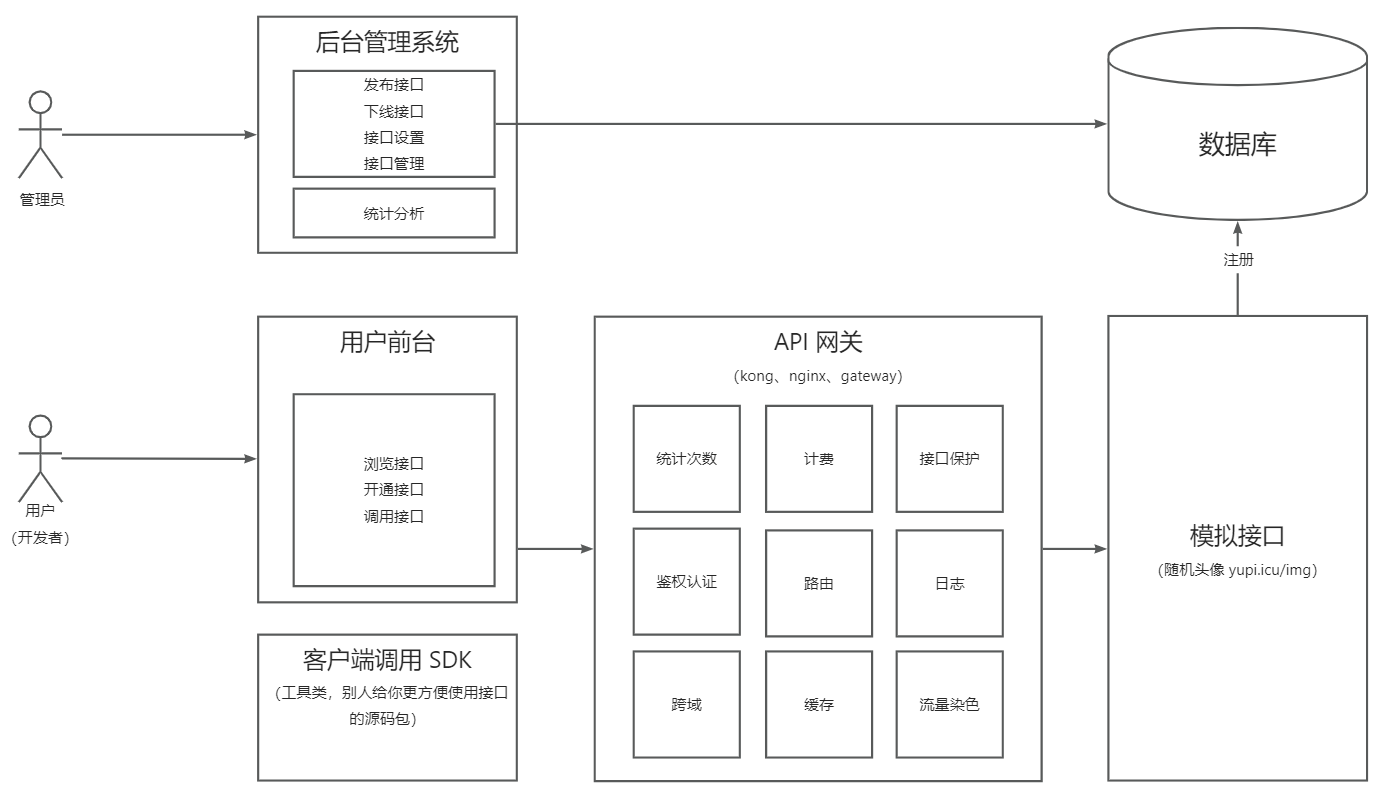 后台管理系统
发布接口
下线接口
接口设置
接口管理
统计分析
管理员
数据库
注册
用户前台
浏览接口
开通接口
调用接口
用户
(开发者)
客户端调用 SDK
(工具类，别人给你更方便使用接口
的源码包)
API 网关
(kong、nginx、gateway)
统计次数
计费
接口保护
鉴权认证
路由
日志
跨域
缓存
流量染色
模拟接口
(随机头像 yupi.icu/img)